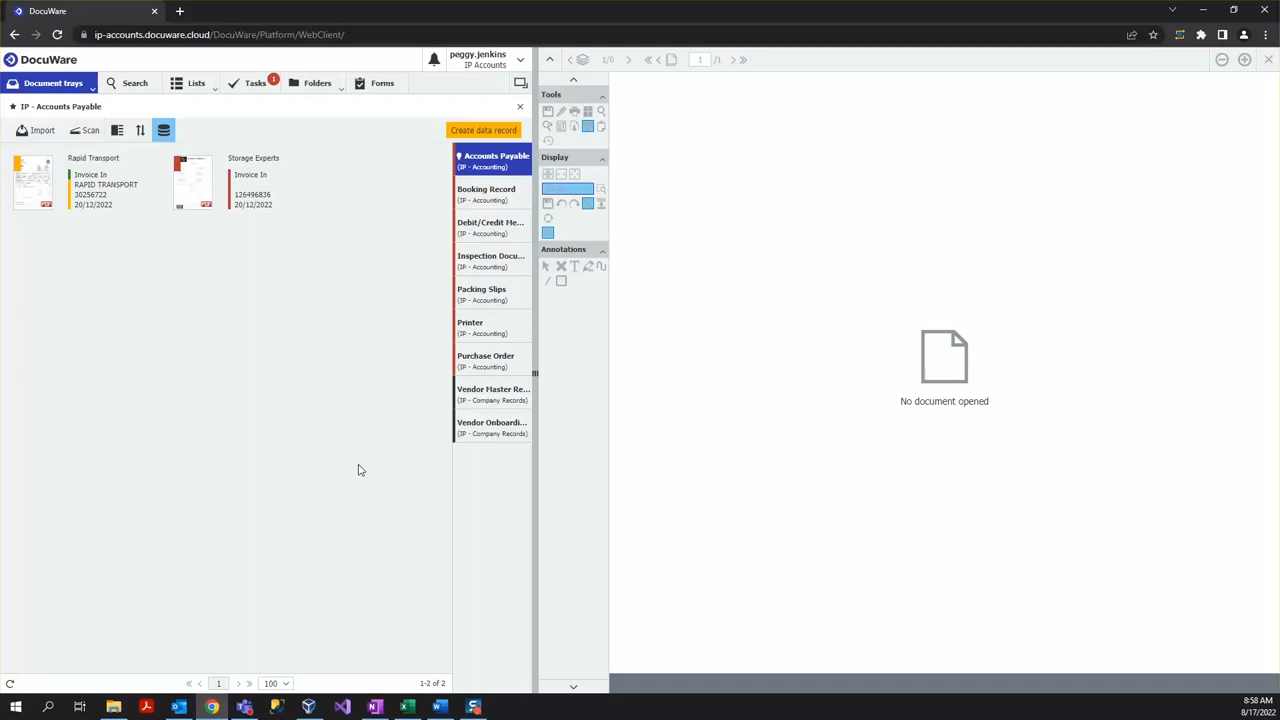 DocuWare
ip-accounts.docuware.cloud/DocuWare/Platform/WebClient/
DocuWare
peggy.jenkins
IP Accounts
1/0
1
/1
Document trays
Search
Lists
Tasks
1
Folders
Forms
IP - Accounts Payable
Import
Scan
Create data record
Rapid Transport
Invoice In
RAPID TRANSPORT
30256722
20/12/2022
Storage Experts
Invoice In
126496836
20/12/2022
Accounts Payable
(IP - Accounting)
Booking Record
(IP - Accounting)
Debit/Credit Me...
(IP - Accounting)
Inspection Docu...
(IP - Accounting)
Packing Slips
(IP - Accounting)
Printer
(IP - Accounting)
Purchase Order
(IP - Accounting)
Vendor Master Re...
(IP - Company Records)
Vendor Onboardi...
(IP - Company Records)
Tools
Display
Annotations
No document opened
1
100
1-2 of 2
8:58 AM
8/17/2022